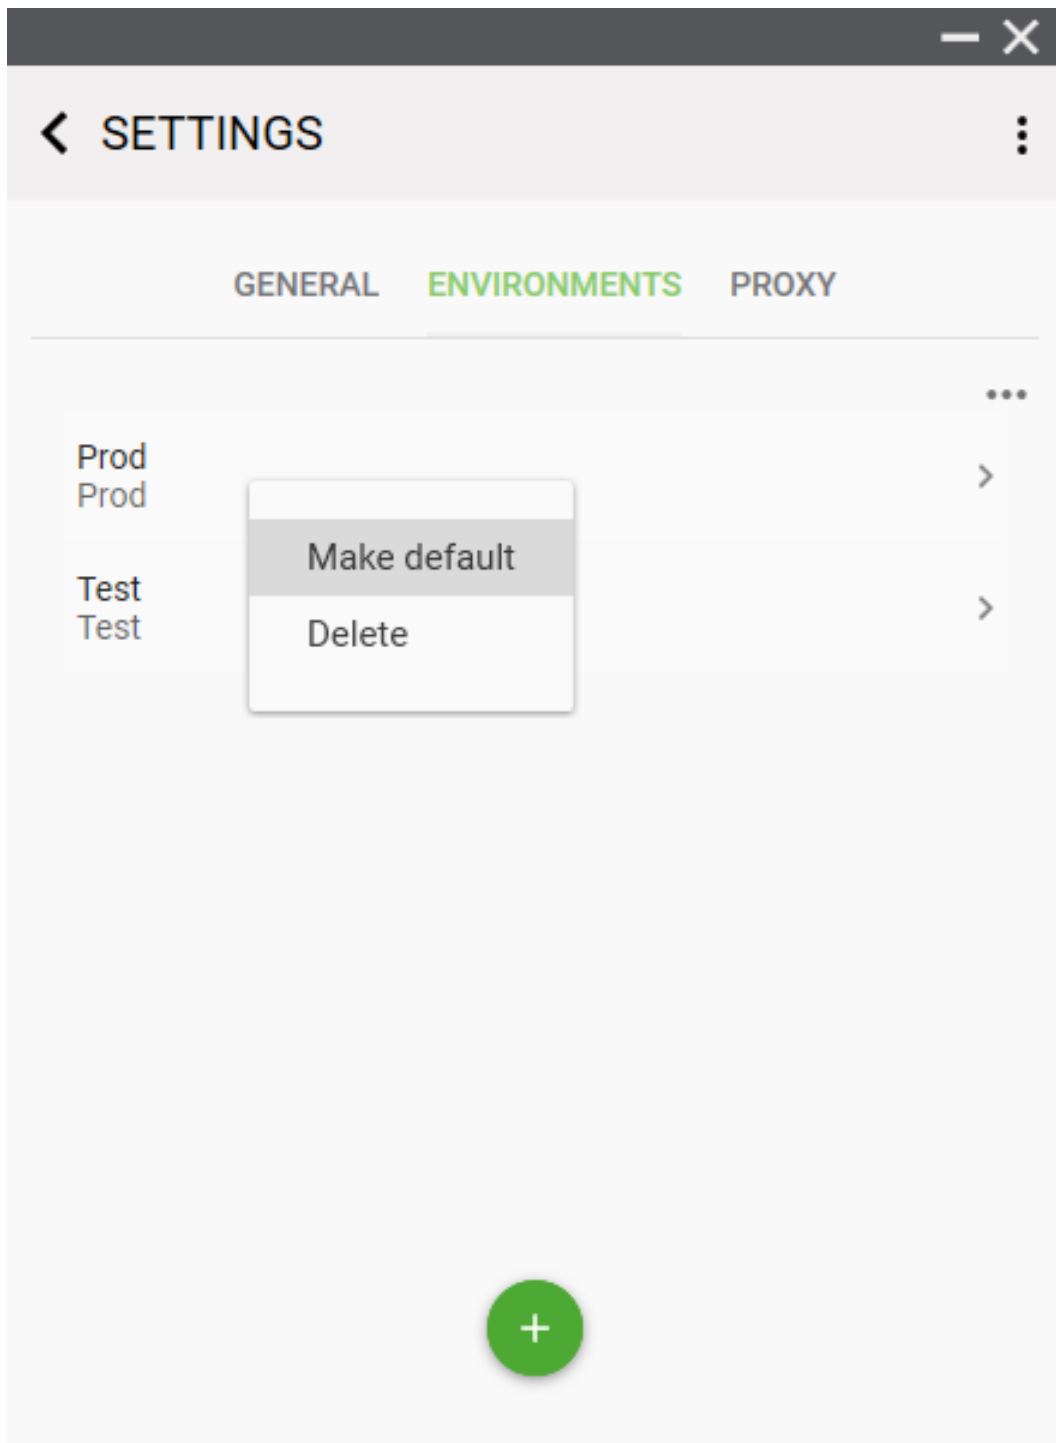 SETTINGS
GENERAL ENVIRONMENTS PROXY
Prod
Prod
Make default
Test
Test
Delete